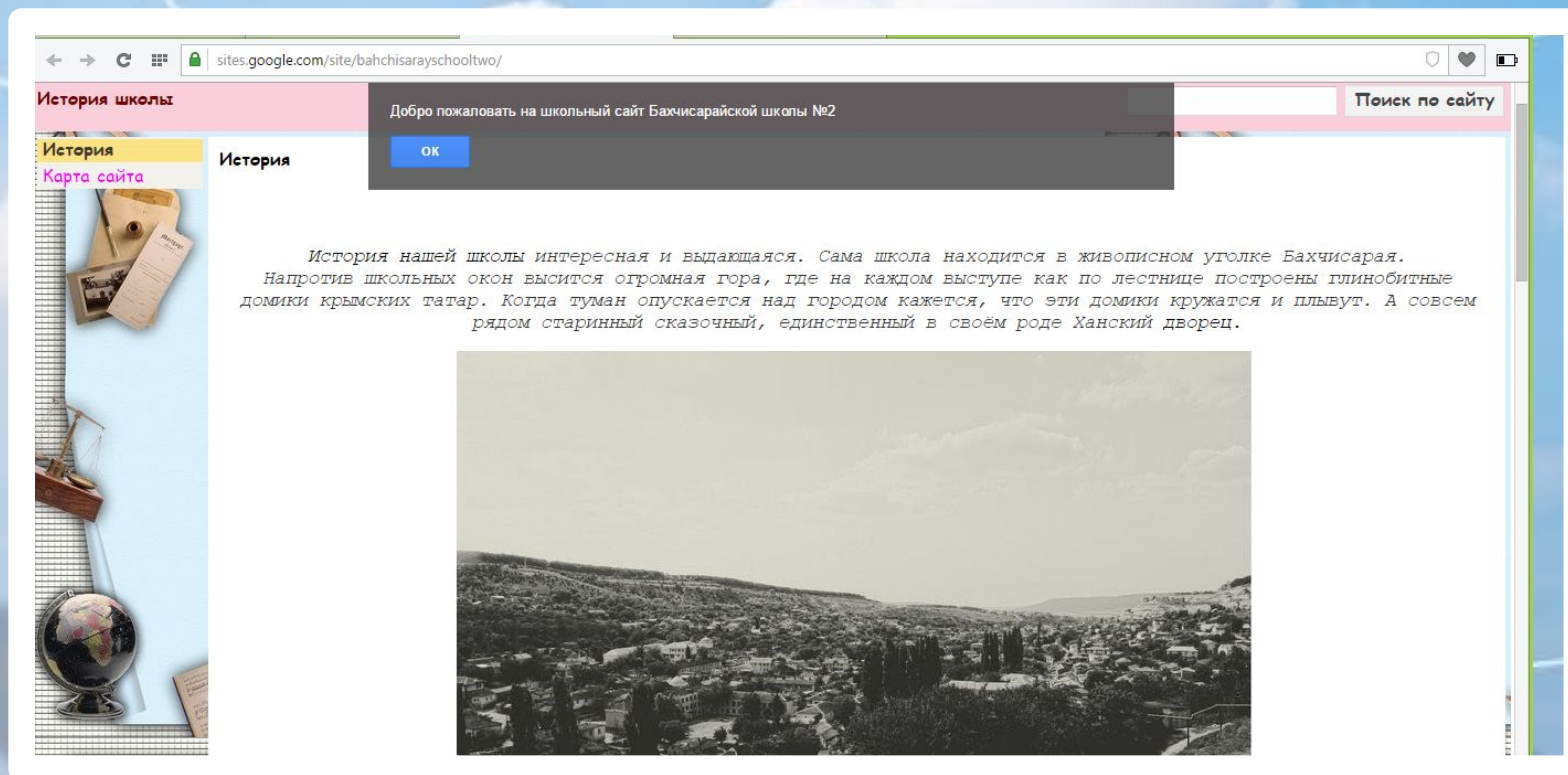 sites.google.com/site/bahchisarayschooltwo/
История школы
Добро пожаловать на школьный сайт Бахчисарайской школы №2
Поиск по сайту
ОК
История
Карта сайта
История
История нашей школы интересная и выдающаяся. Сама школа находится в живописном уголке Бахчисарая.
Напротив школьных окон высится огромная гора, где на каждом выступе как по лестнице построены глинобитные
домики крымских татар. Когда туман опускается над городом кажется, что эти домики кружатся и плывут. А совсем
рядом старинный сказочный, единственный в своём роде Ханский дворец.